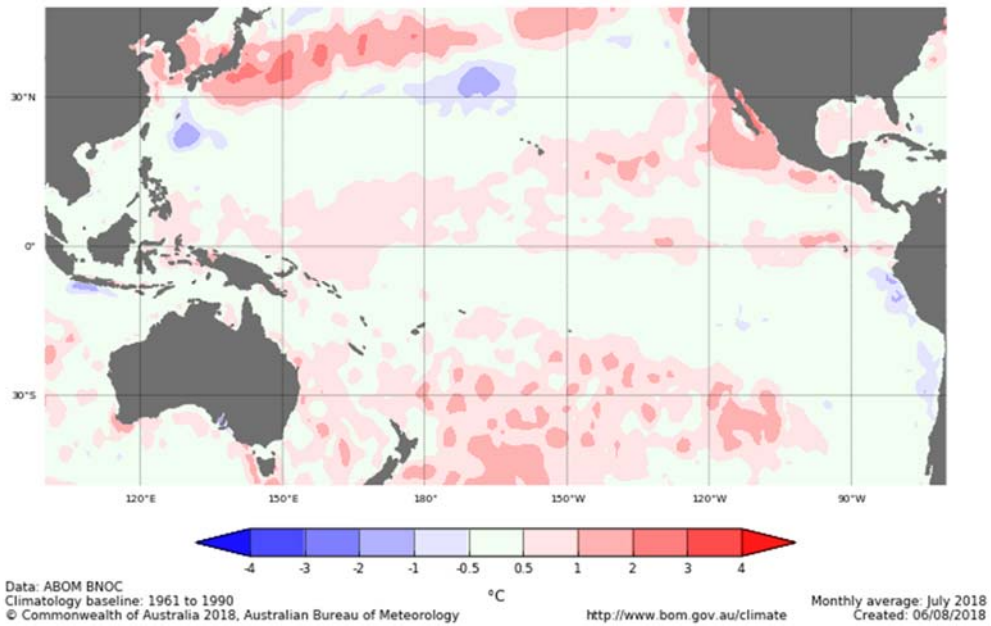 30°N
0°
30°S
120°E 150°E 180° 150°W 120°W 90°W
-4 -3 -2 -1 -0.5 0.5 1 2 3 4
°C
Data: ABOM BNOC
Climatology baseline: 1961 to 1990
© Commonwealth of Australia 2018, Australian Bureau of Meteorology
http://www.bom.gov.au/climate
Monthly average: July 2018
Created: 06/08/2018